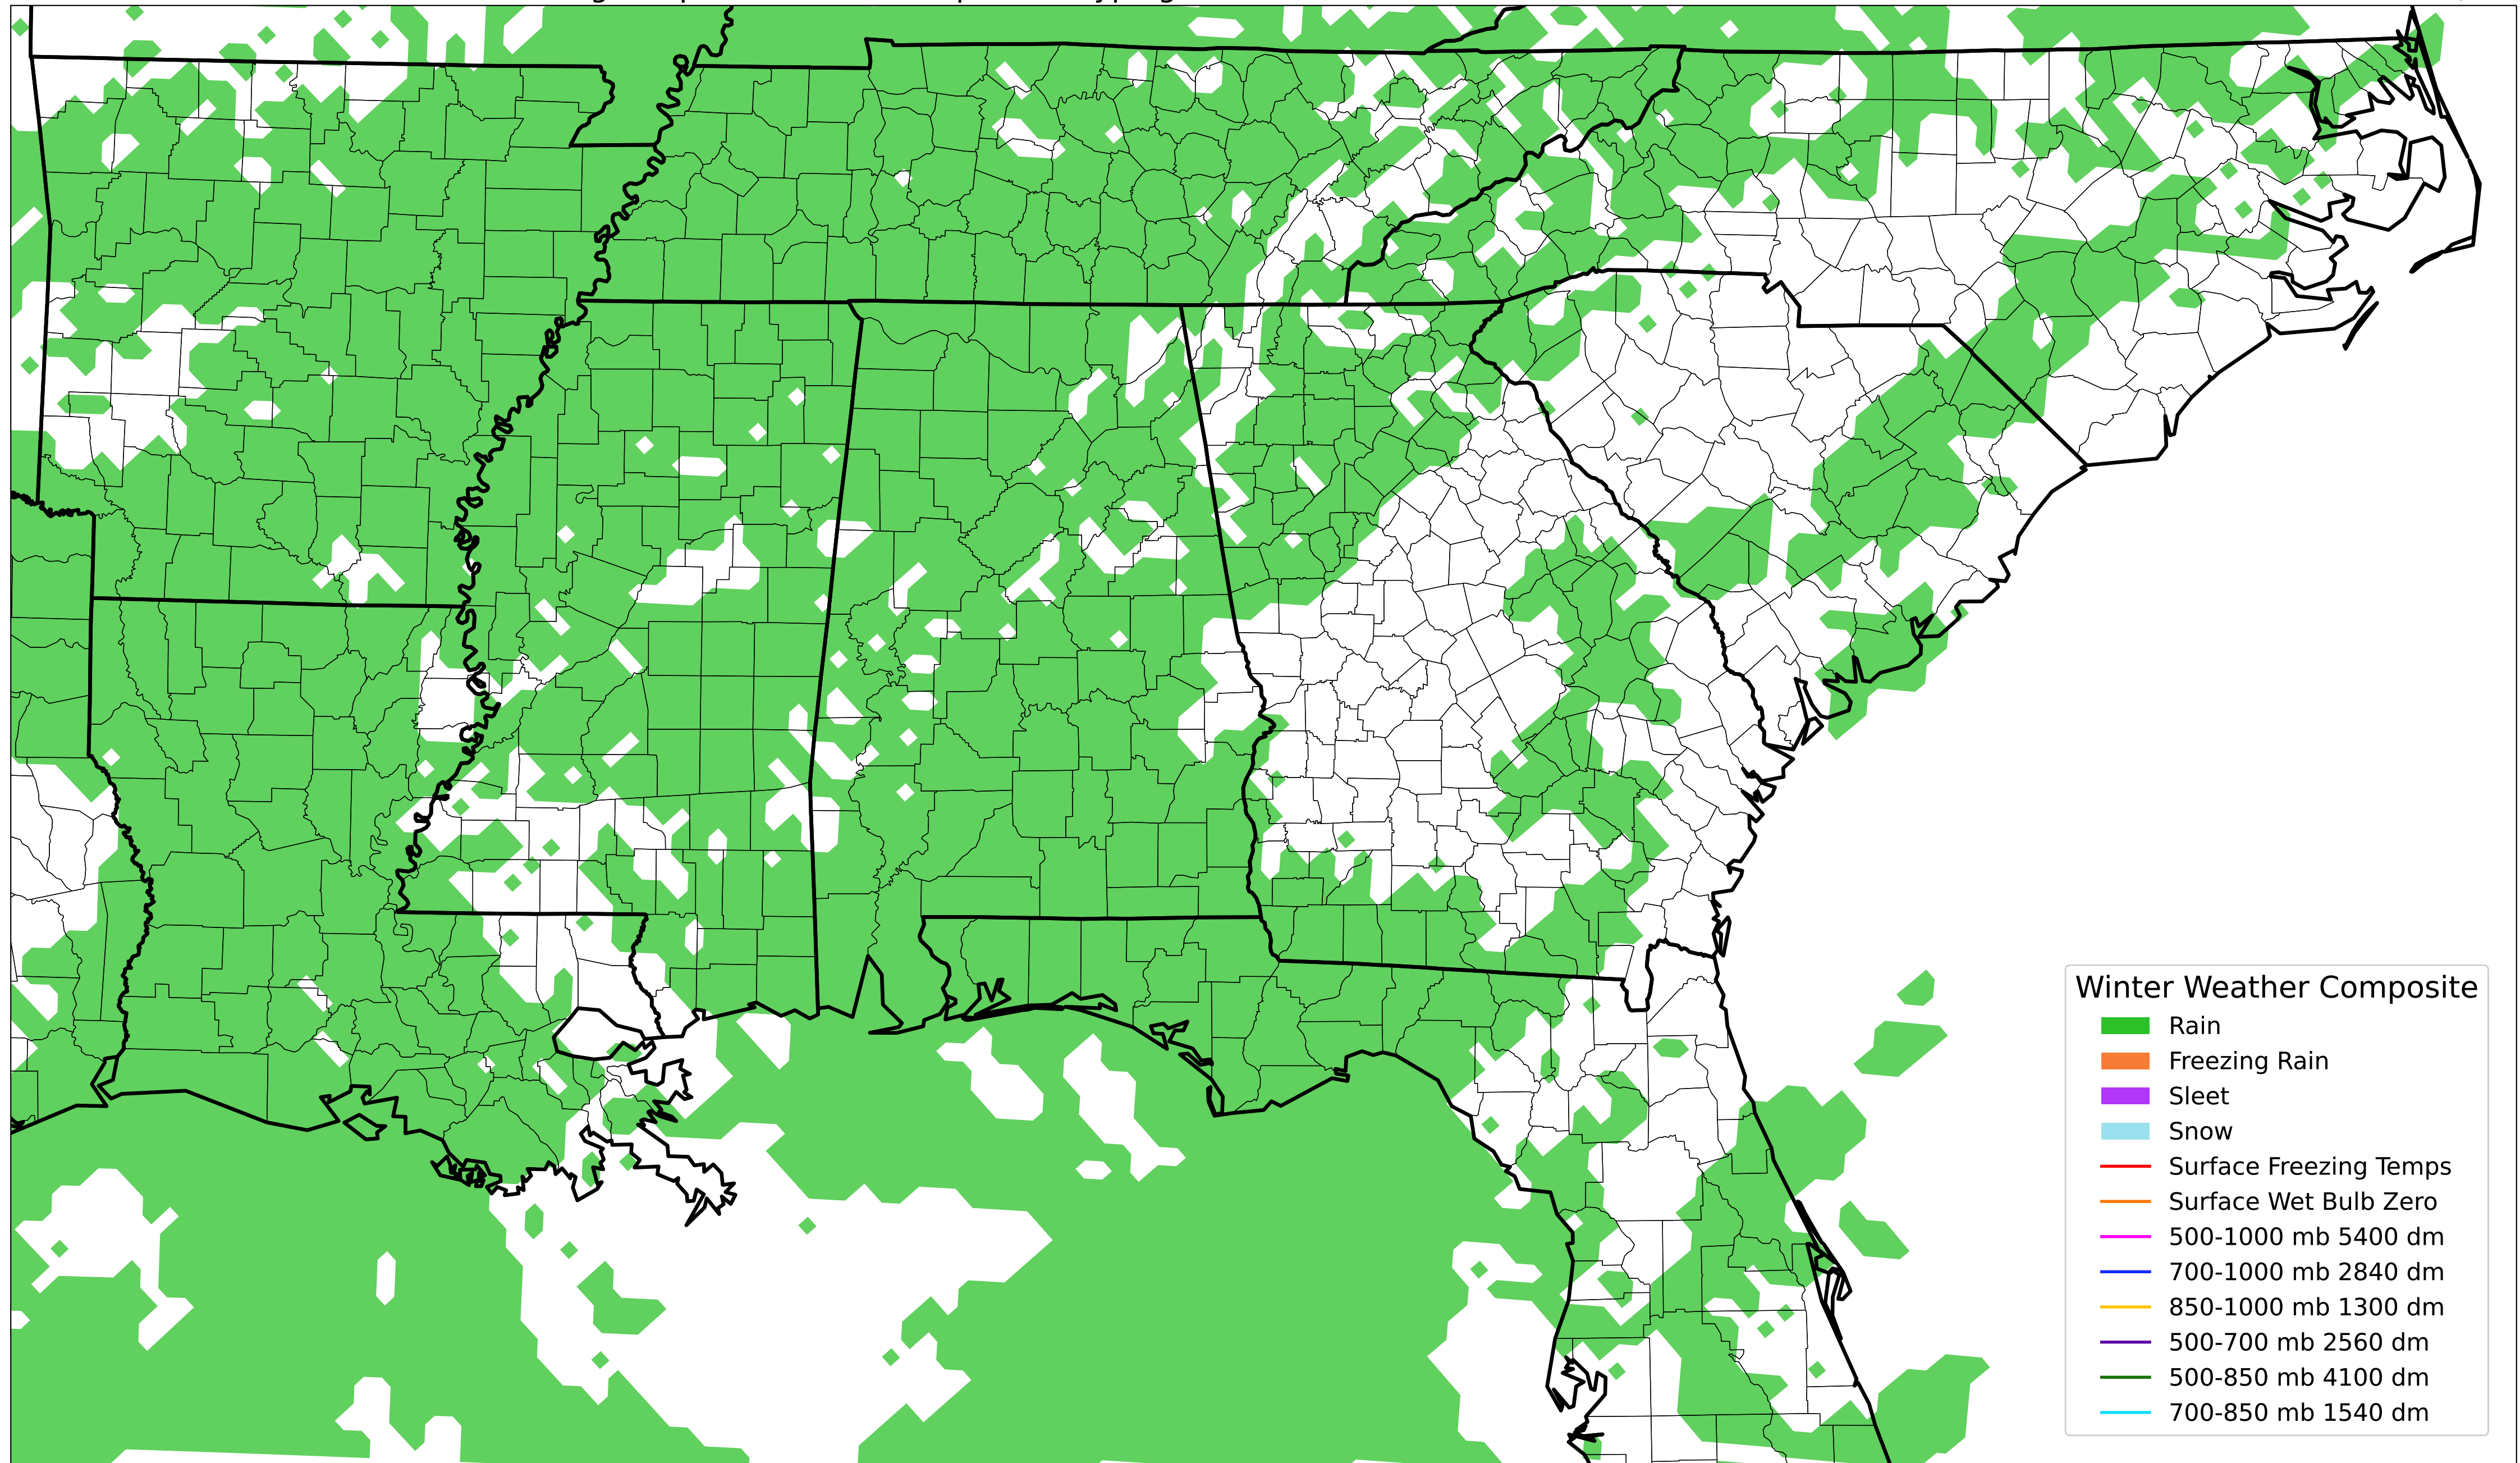 Winter Weather Composite
Rain
Freezing Rain
Sleet
Snow
Surface Freezing Temps
Surface Wet Bulb Zero
500-1000 mb 5400 dm
700-1000 mb 2840 dm
850-1000 mb 1300 dm
500-700 mb 2560 dm
500-850 mb 4100 dm
700-850 mb 1540 dm